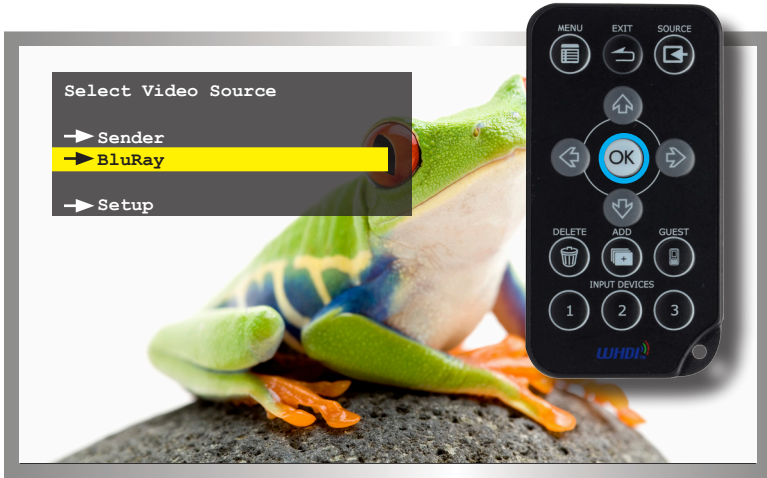 Select Video Source
Sender
BluRay
Setup
MENU EXIT SOURCE
OK
DELETE ADD GUEST
INPUT DEVICES
1 2 3
WHDI